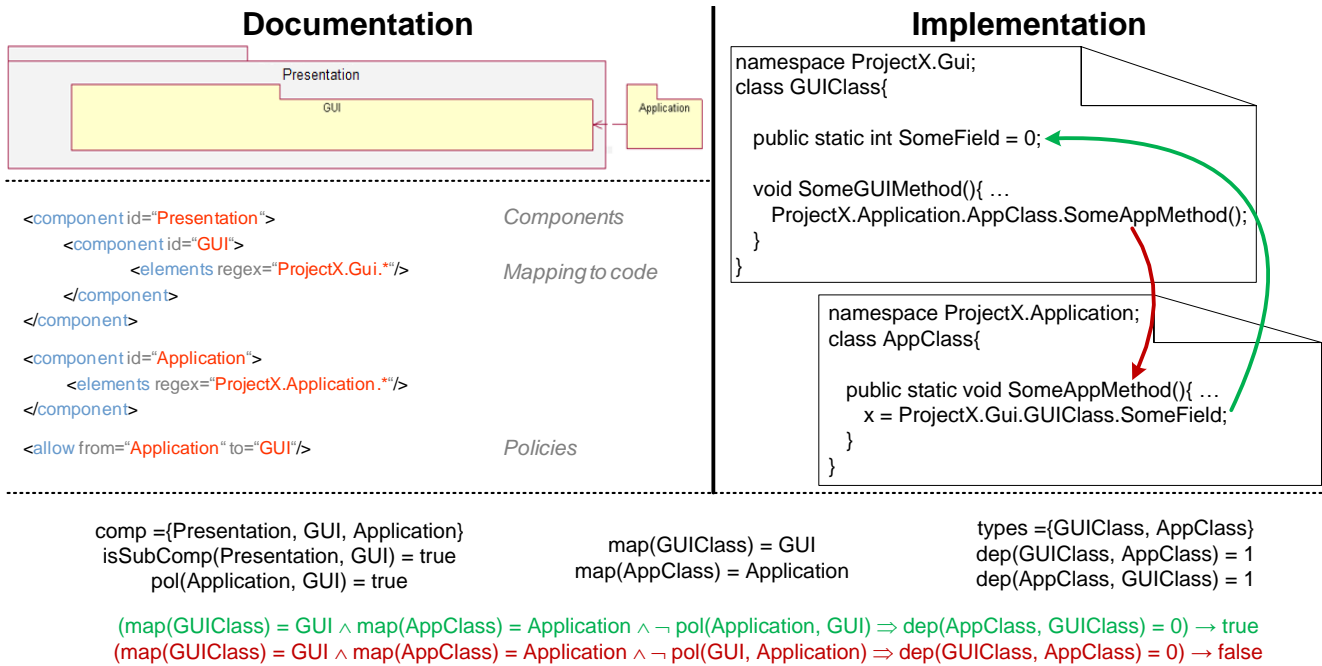 Documentation
Presentation
GUI
Application
<component id=“Presentation“>
<component id=“GUI“>
<elements regex=“ProjectX.Gui.*“/>
</component>
</component>
<component id=“Application“>
<elements regex=“ProjectX.Application.*“/>
</component>
<allow from=“Application“ to=“GUI“/>
Components
Mapping to code
Policies
Implementation
namespace ProjectX.Gui;
class GUIClass{
public static int SomeField = 0;
void SomeGUIMethod(){ …
ProjectX.Application.AppClass.SomeAppMethod();
}
}
namespace ProjectX.Application;
class AppClass{
public static void SomeAppMethod(){ …
x = ProjectX.Gui.GUIClass.SomeField;
}
}
comp ={Presentation, GUI, Application}
isSubComp(Presentation, GUI) = true
pol(Application, GUI) = true
map(GUIClass) = GUI
map(AppClass) = Application
types ={GUIClass, AppClass}
dep(GUIClass, AppClass) = 1
dep(AppClass, GUIClass) = 1
(map(GUIClass) = GUI ∧ map(AppClass) = Application ∧ ¬ pol(Application, GUI) ⇒ dep(AppClass, GUIClass) = 0) → true
(map(GUIClass) = GUI ∧ map(AppClass) = Application ∧ ¬ pol(GUI, Application) ⇒ dep(GUIClass, AppClass) = 0) → false